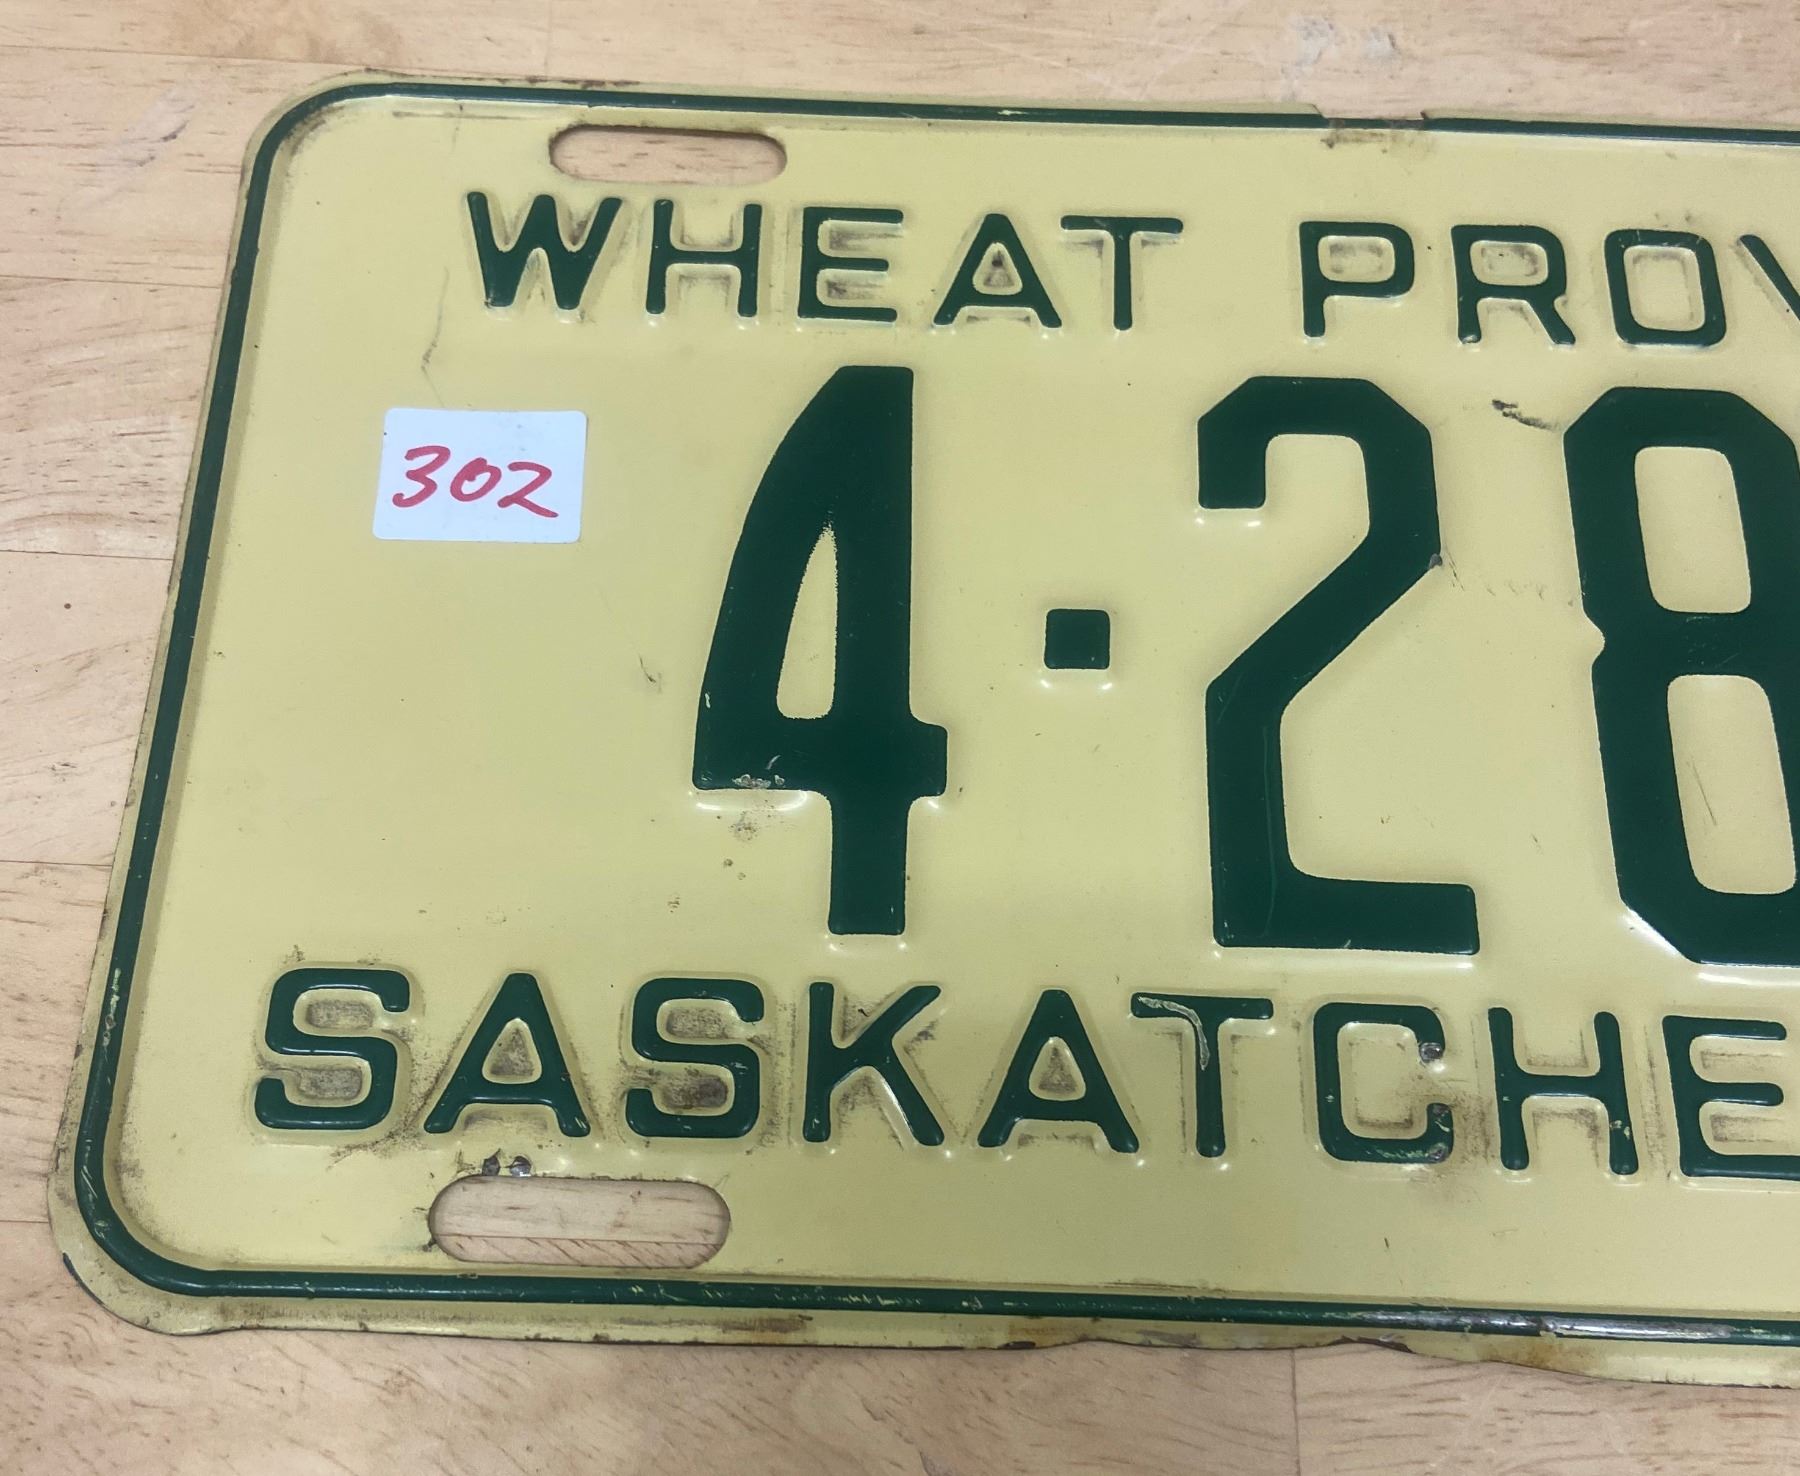 WHEAT PROV
302
4·28
SASKATCHE